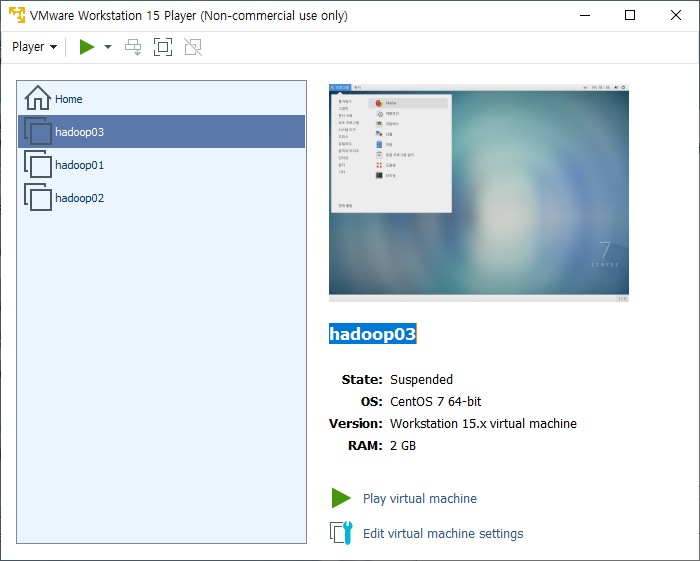 VMware Workstation 15 Player (Non-commercial use only)
Player
Home
hadoop03
hadoop01
hadoop02
7
CENTOS
hadoop03
State: Suspended
OS: CentOS 7 64-bit
Version: Workstation 15.x virtual machine
RAM: 2 GB
Play virtual machine
Edit virtual machine settings